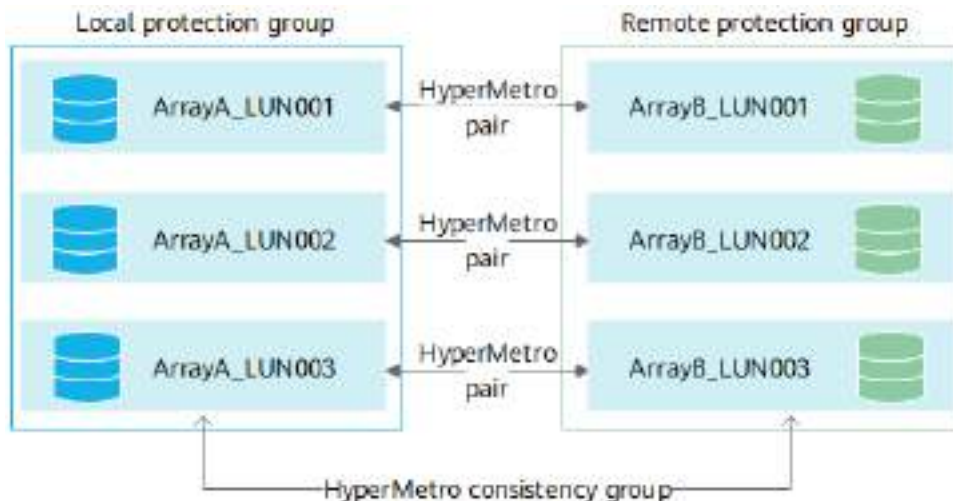 Local protection group
Remote protection group
ArrayA_LUN001
HyperMetro
pair
ArrayB_LUN001
ArrayA_LUN002
HyperMetro
pair
ArrayB_LUN002
ArrayA_LUN003
HyperMetro
pair
ArrayB_LUN003
HyperMetro consistency group